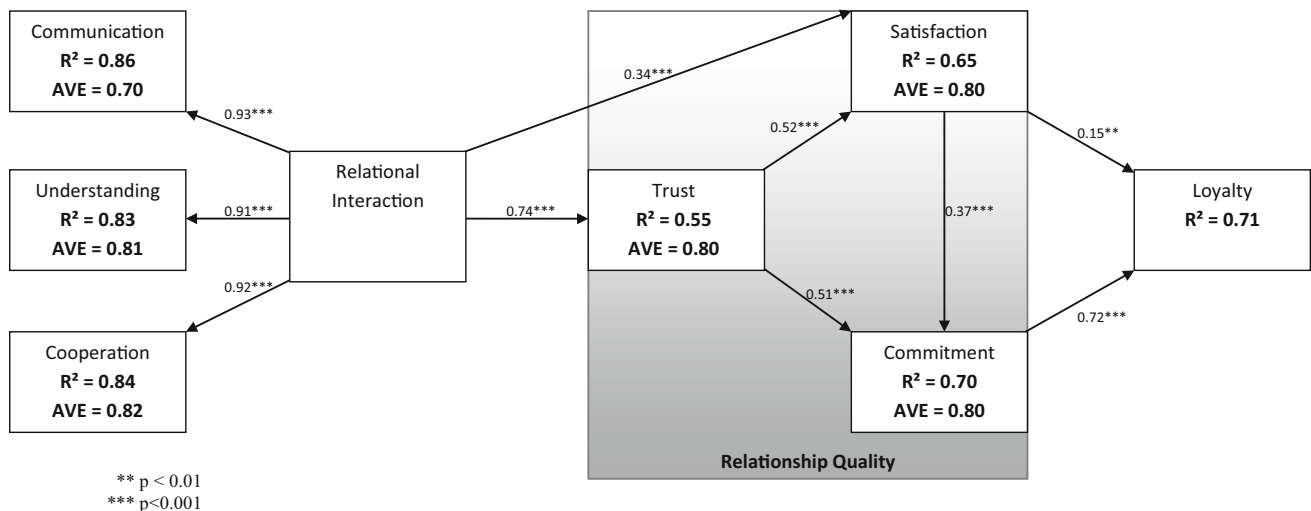 Communication
R² = 0.86
AVE = 0.70
0.93***
Understanding
R² = 0.83
AVE = 0.81
0.91***
Cooperation
R² = 0.84
AVE = 0.82
0.92***
Relational
Interaction
0.34***
0.74***
Trust
R² = 0.55
AVE = 0.80
0.52***
0.51***
Satisfaction
R² = 0.65
AVE = 0.80
0.37***
Commitment
R² = 0.70
AVE = 0.80
Relationship Quality
0.15**
0.72***
Loyalty
R² = 0.71
** p < 0.01
*** p<0.001